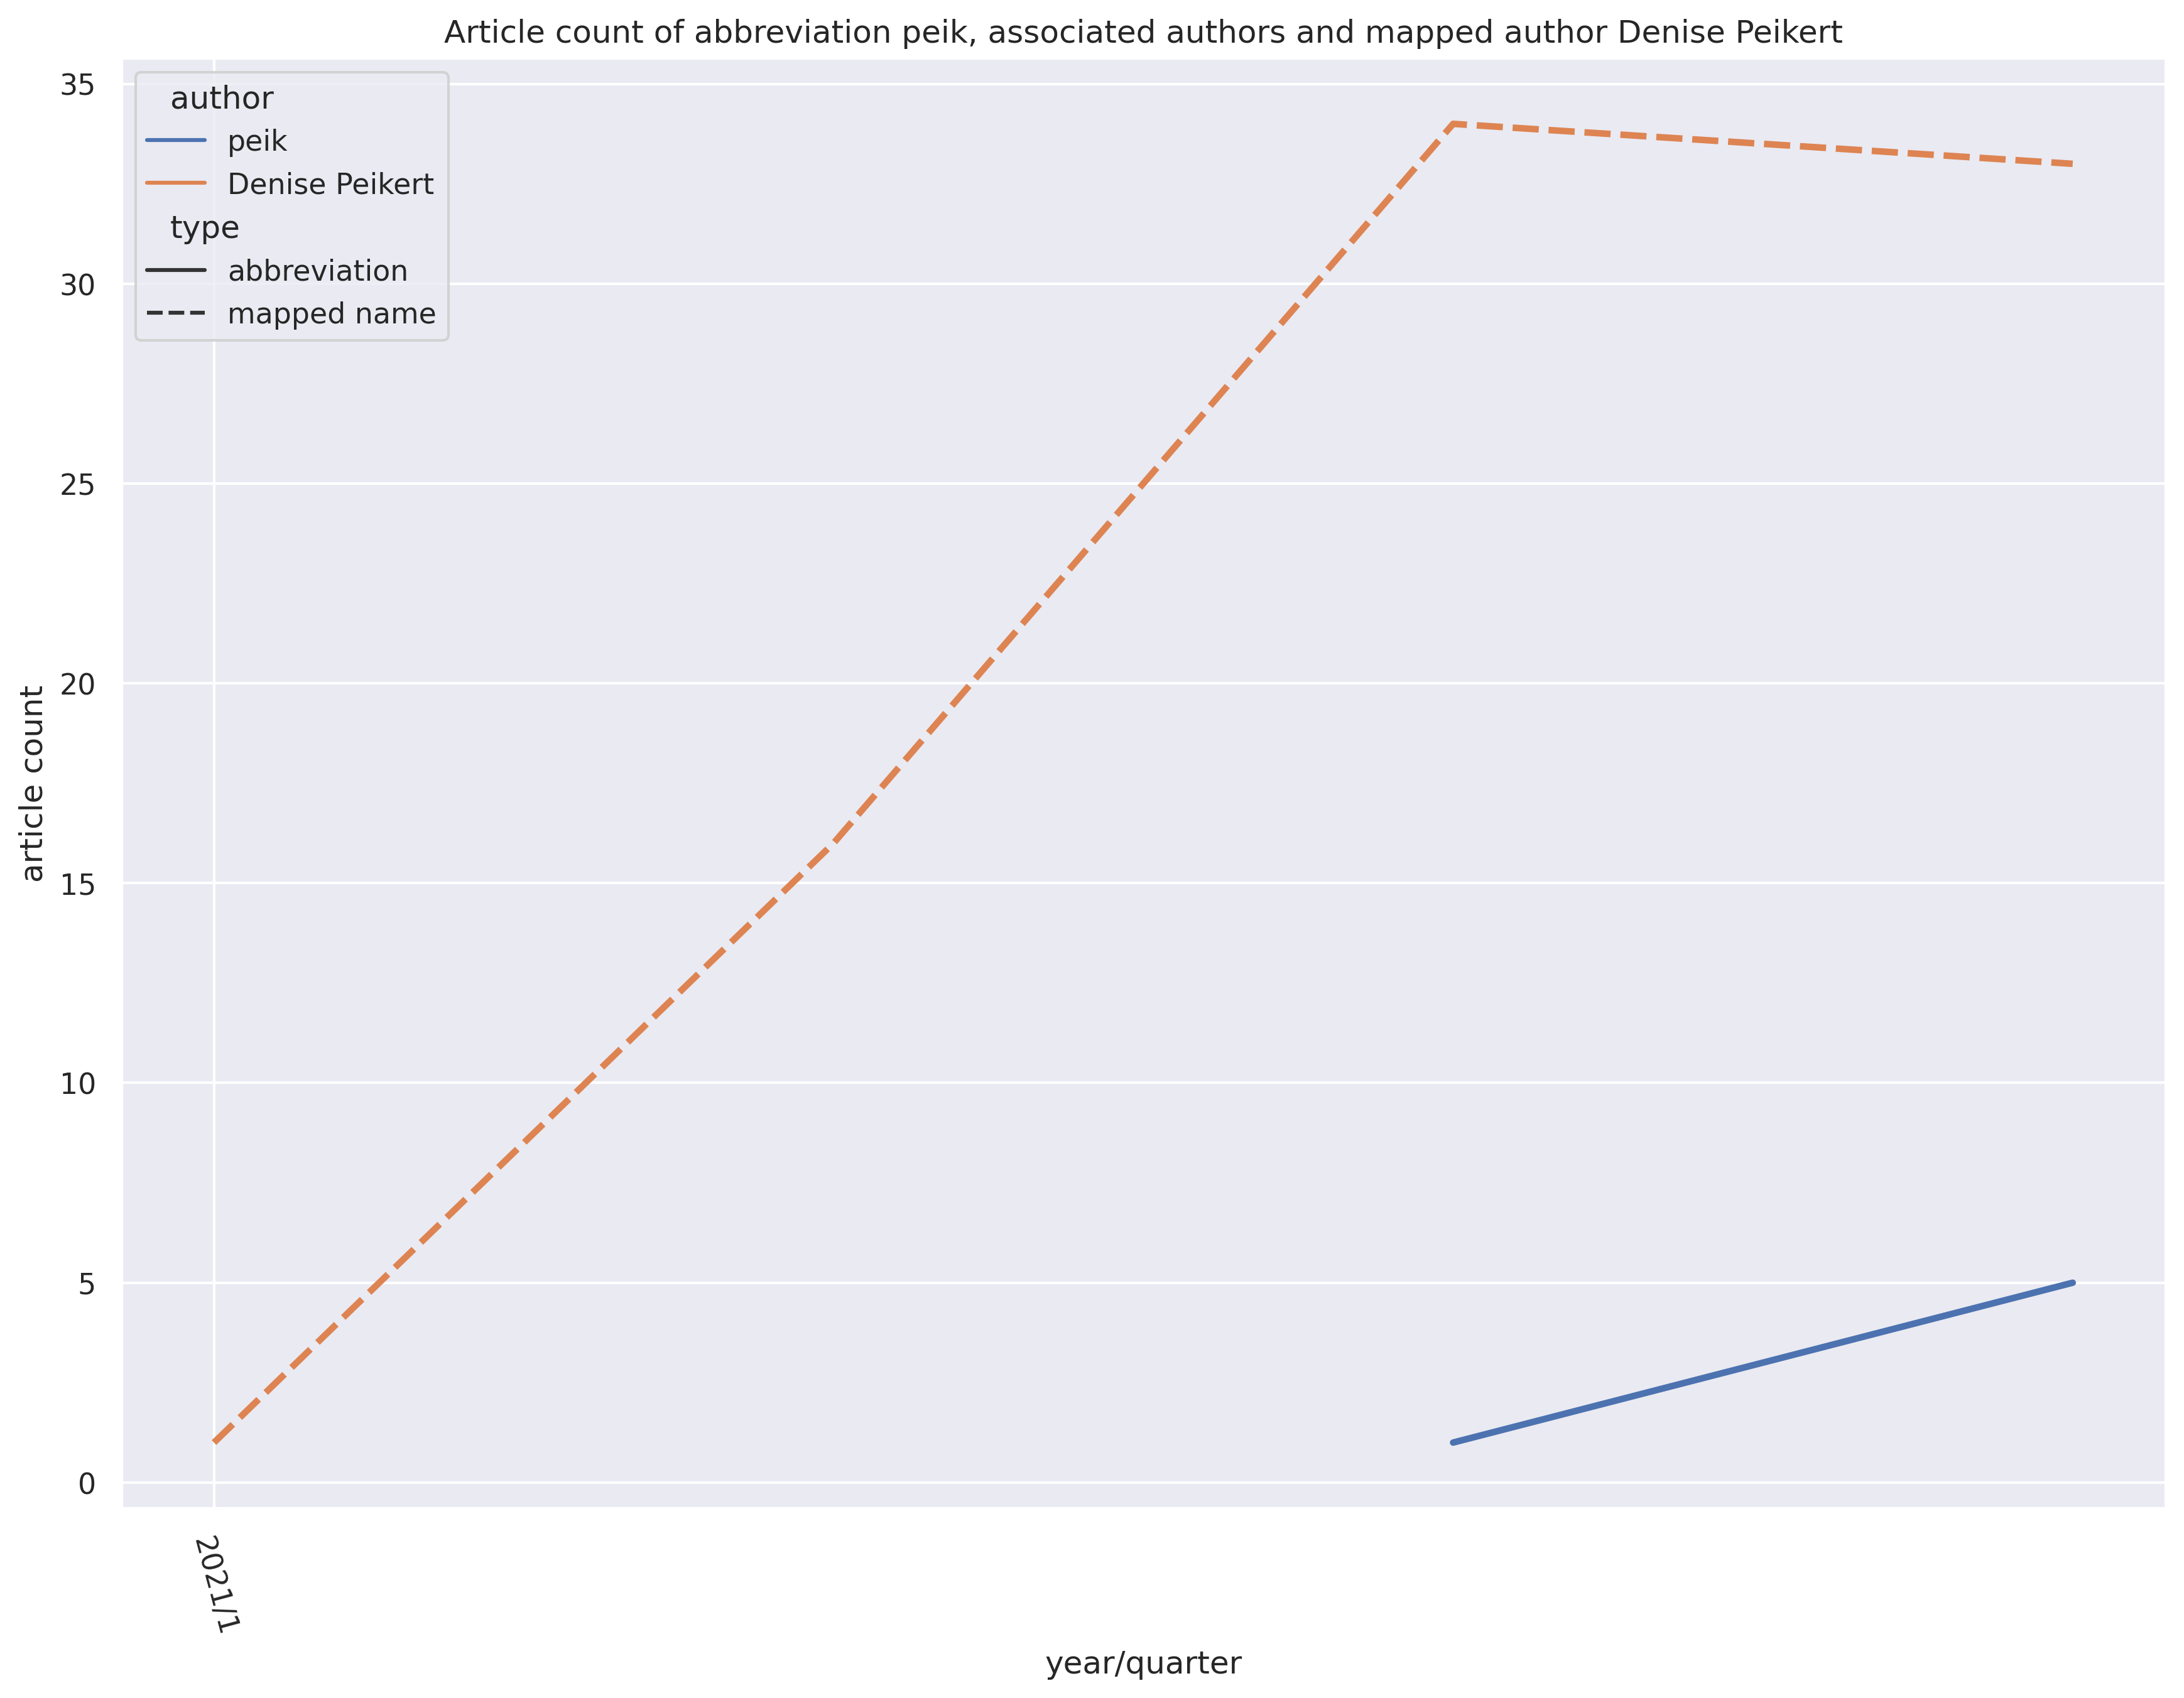 Article count of abbreviation peik, associated authors and mapped author Denise Peikert
author
peik
Denise Peikert
type
abbreviation
mapped name
35
30
25
20
15
10
5
0
article count
2021/1
year/quarter